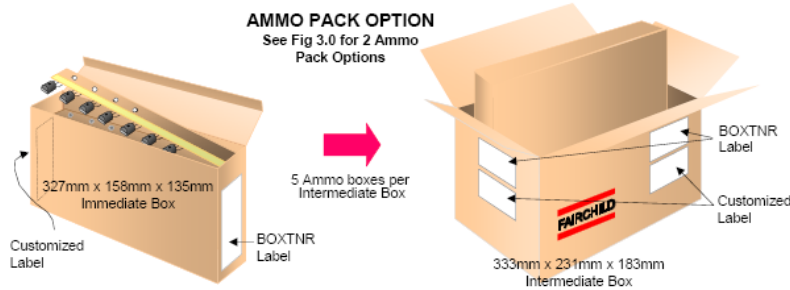 AMMO PACK OPTION
See Fig 3.0 for 2 Ammo
Pack Options
327mm x 158mm x 135mm
Immediate Box
Customized
Label
BOXTNR
Label
5 Ammo boxes per
Intermediate Box
BOXTNR
Label
Customized
Label
FAIRCHILD
333mm x 231mm x 183mm
Intermediate Box